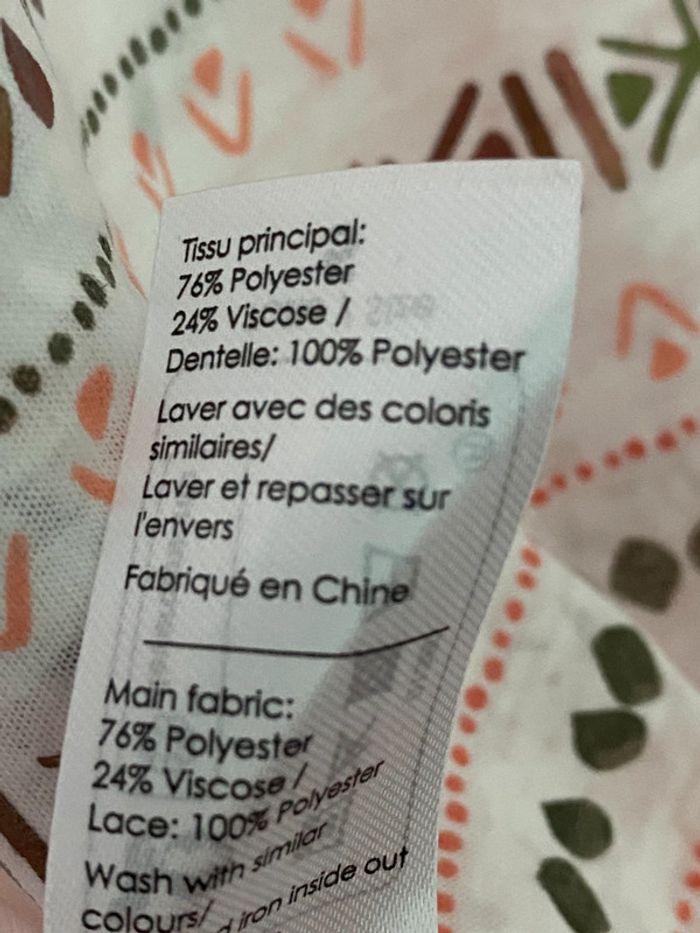 Tissu principal:
76% Polyester
24% Viscose /
Dentelle: 100% Polyester
Laver avec des coloris
similaires/
Laver et repasser sur
l'envers
Fabriqué en Chine
Main fabric:
76% Polyester
24% Viscose /
Lace: 100% Polyester
Wash with similar
colours/
iron inside out